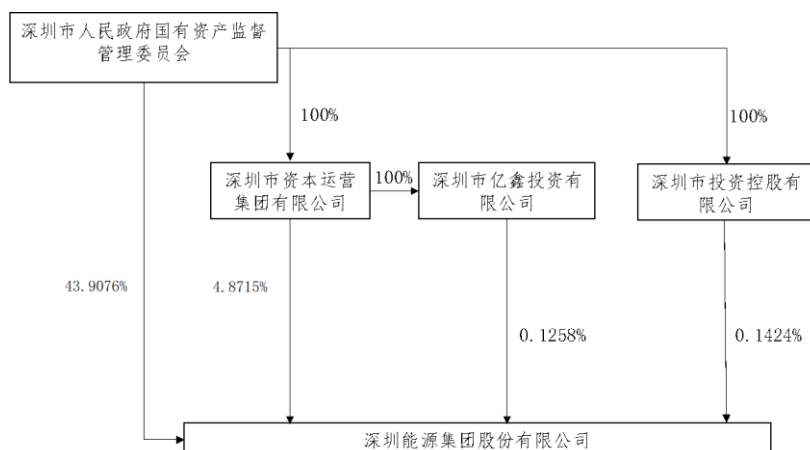 深圳市人民政府国有资产监督
管理委员会
100%
100%
深圳市资本运营
集团有限公司
100%
深圳市亿鑫投资有
限公司
深圳市投资控股有
限公司
43.9076%
4.8715%
0.1258%
0.1424%
深圳能源集团股份有限公司